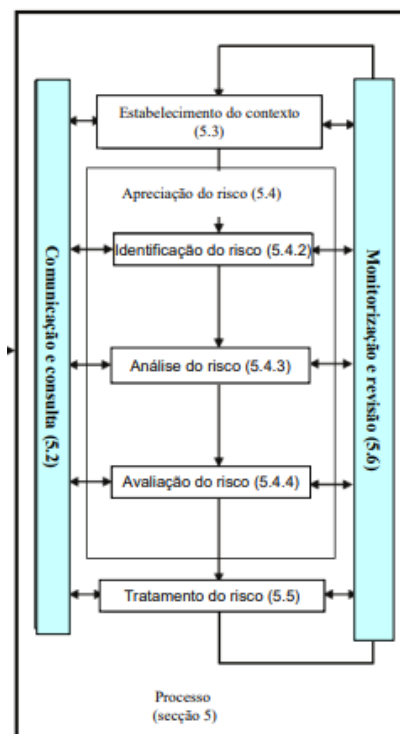 Estabelecimento do contexto
(5.3)
Apreciação do risco (5.4)
Identificação do risco (5.4.2)
Análise do risco (5.4.3)
Avaliação do risco (5.4.4)
Tratamento do risco (5.5)
Comunicação e consulta (5.2)
Monitorização e revisão (5.6)
Processo
(secção 5)